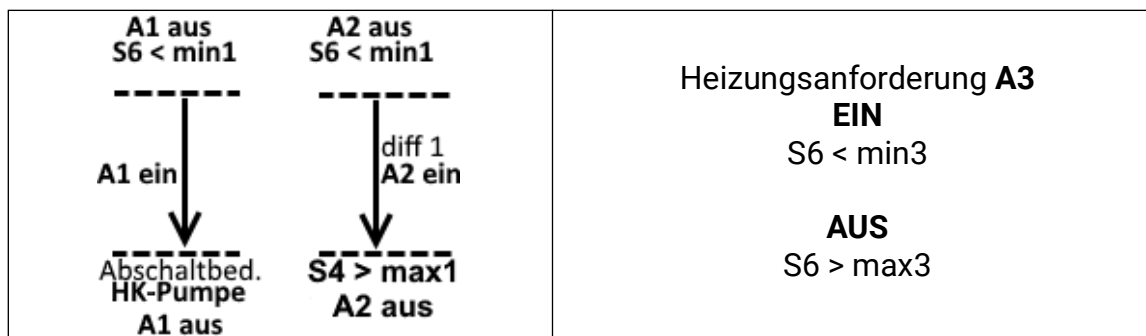 A1 aus
S6 < min1
A1 ein
Abschaltbed.
HK-Pumpe
A1 aus
A2 aus
S6 < min1
diff 1
A2 ein
S4 > max1
A2 aus
Heizungsanforderung A3
EIN
S6 < min3
AUS
S6 > max3